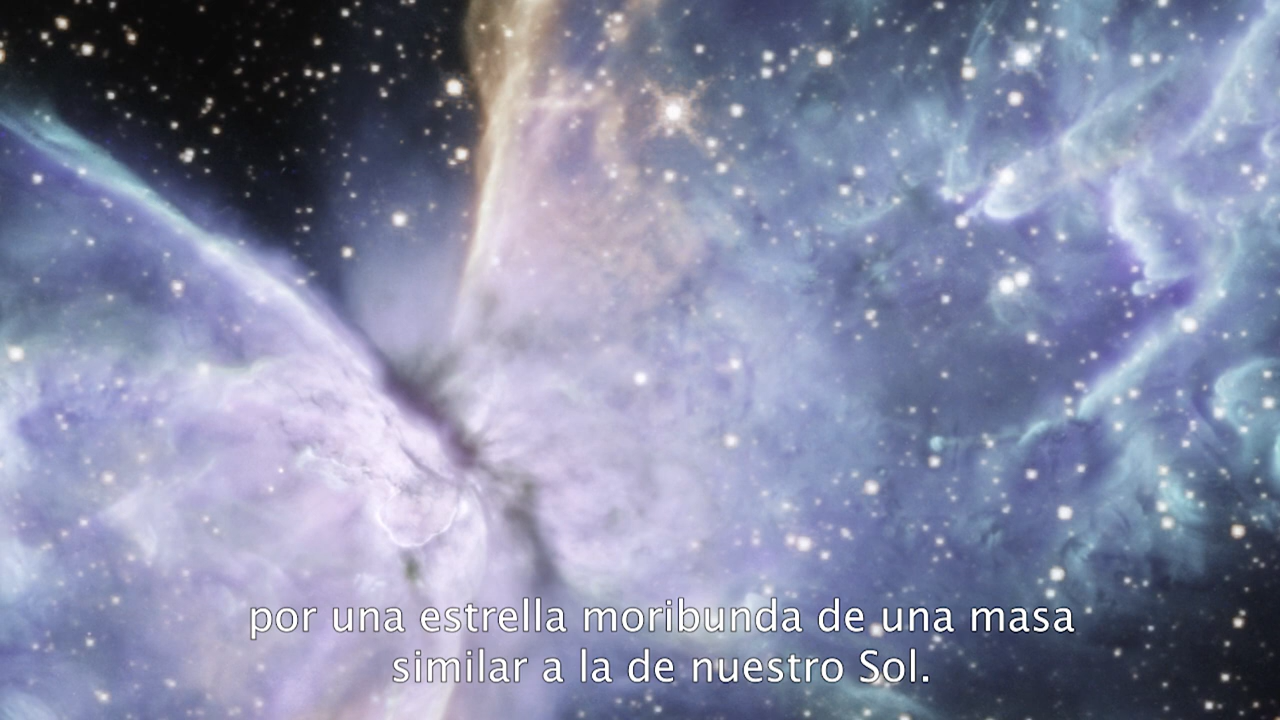 por una estrella moribunda de una masa
similar a la de nuestro Sol.